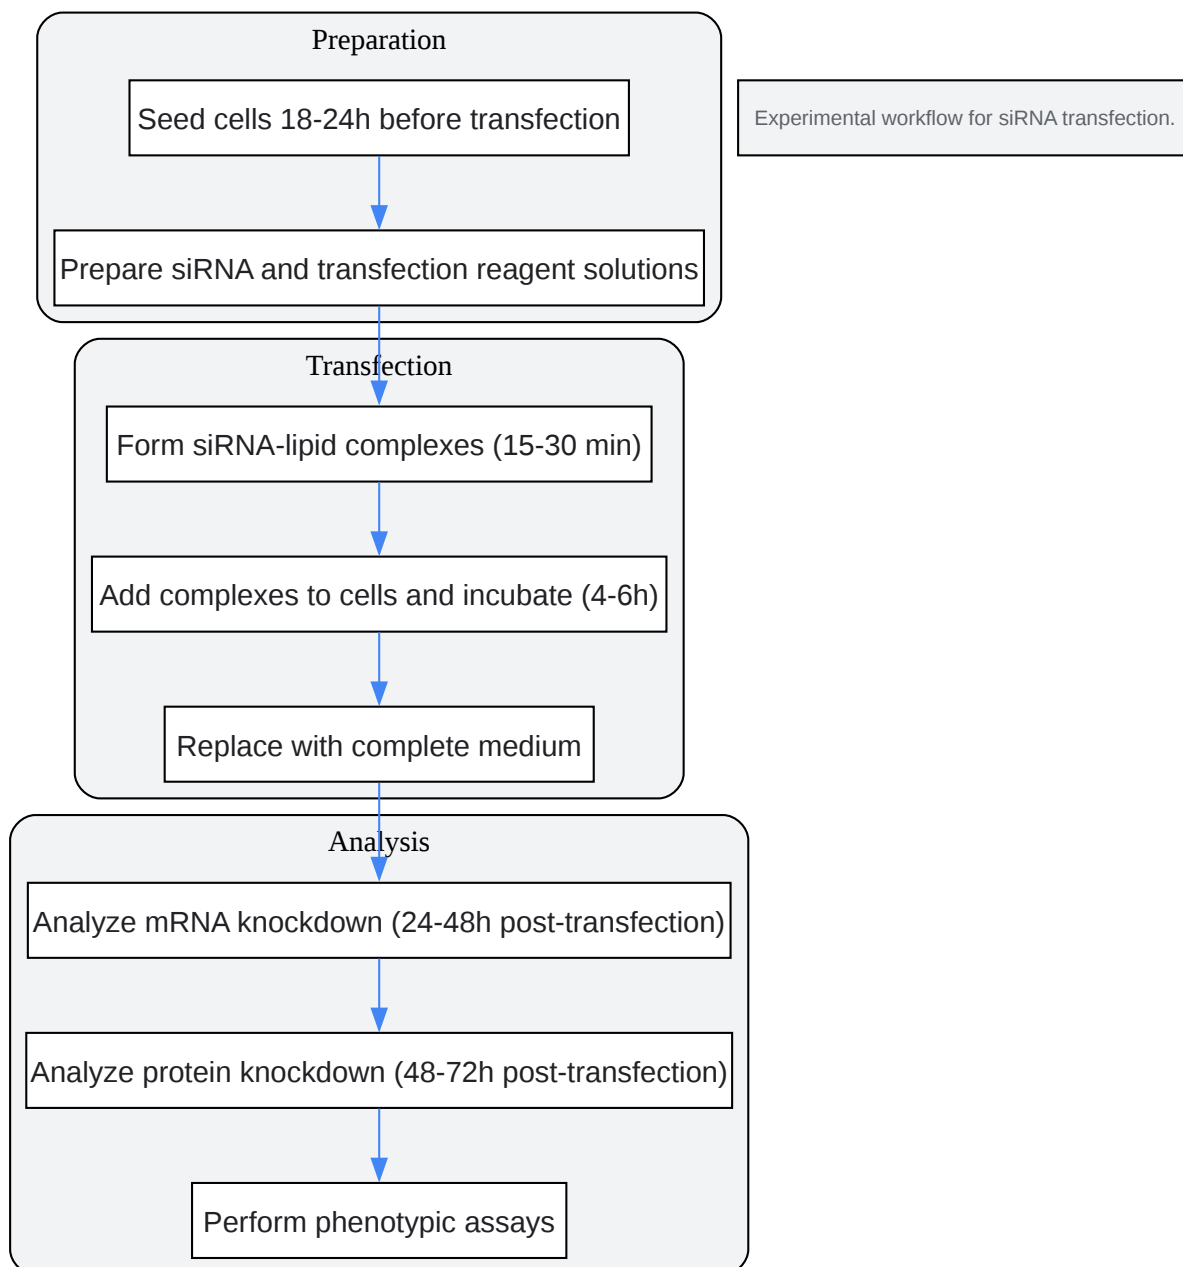 Preparation
Seed cells 18-24h before transfection
Experimental workflow for siRNA transfection.
Prepare siRNA and transfection reagent solutions
Transfection
Form siRNA-lipid complexes (15-30 min)
Add complexes to cells and incubate (4-6h)
Replace with complete medium
Analysis
Analyze mRNA knockdown (24-48h post-transfection)
Analyze protein knockdown (48-72h post-transfection)
Perform phenotypic assays